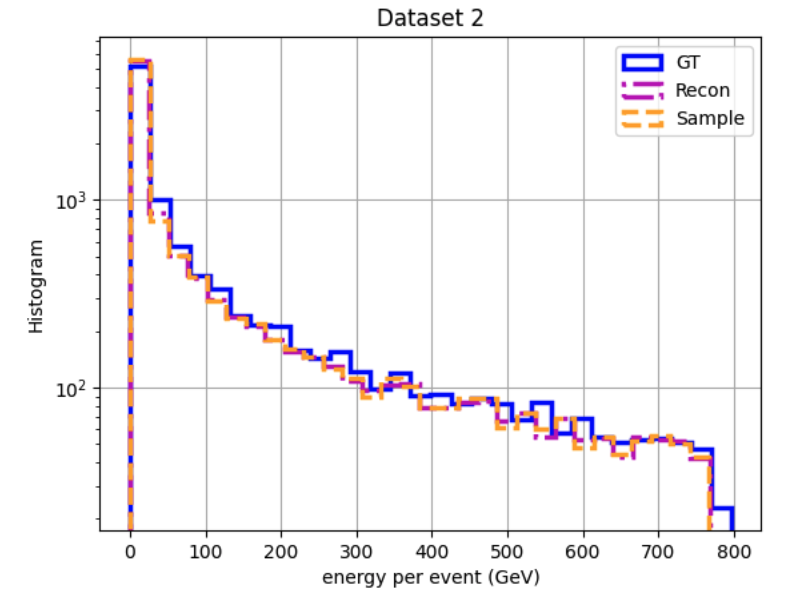 Dataset 2
GT
Recon
Sample
10³
10²
Histogram
0 100 200 300 400 500 600 700 800
energy per event (GeV)